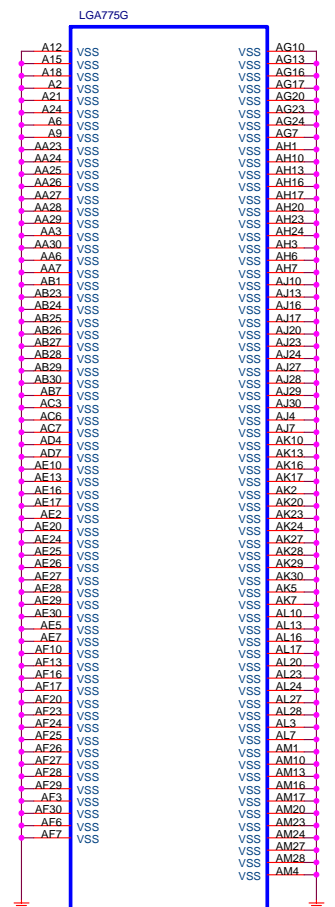 LGA775G
A12 VSS VSS AG10
A15 VSS VSS AG13
A18 VSS VSS AG16
A2 VSS VSS AG17
A21 VSS VSS AG20
A24 VSS VSS AG23
A6 VSS VSS AG24
A9 VSS VSS AG7
AA23 VSS VSS AH1
AA24 VSS VSS AH10
AA25 VSS VSS AH13
AA26 VSS VSS AH16
AA27 VSS VSS AH17
AA28 VSS VSS AH20
AA29 VSS VSS AH23
AA3 VSS VSS AH24
AA30 VSS VSS AH3
AA6 VSS VSS AH6
AA7 VSS VSS AH7
AB1 VSS VSS AJ10
AB23 VSS VSS AJ13
AB24 VSS VSS AJ16
AB25 VSS VSS AJ17
AB26 VSS VSS AJ20
AB27 VSS VSS AJ23
AB28 VSS VSS AJ24
AB29 VSS VSS AJ27
AB30 VSS VSS AJ28
AB7 VSS VSS AJ29
AC3 VSS VSS AJ30
AC6 VSS VSS AJ4
AC7 VSS VSS AJ7
AD4 VSS VSS AK10
AD7 VSS VSS AK13
AE10 VSS VSS AK16
AE13 VSS VSS AK17
AE16 VSS VSS AK2
AE17 VSS VSS AK20
AE2 VSS VSS AK23
AE20 VSS VSS AK24
AE24 VSS VSS AK27
AE25 VSS VSS AK28
AE26 VSS VSS AK29
AE27 VSS VSS AK30
AE28 VSS VSS AK5
AE29 VSS VSS AK7
AE30 VSS VSS AL10
AE5 VSS VSS AL13
AE7 VSS VSS AL16
AF10 VSS VSS AL17
AF13 VSS VSS AL20
AF16 VSS VSS AL23
AF17 VSS VSS AL24
AF20 VSS VSS AL27
AF23 VSS VSS AL28
AF24 VSS VSS AL3
AF25 VSS VSS AL7
AF26 VSS VSS AM1
AF27 VSS VSS AM10
AF28 VSS VSS AM13
AF29 VSS VSS AM16
AF3 VSS VSS AM17
AF30 VSS VSS AM20
AF6 VSS VSS AM23
AF7 VSS VSS AM24
VSS AM27
VSS AM28
VSS AM4